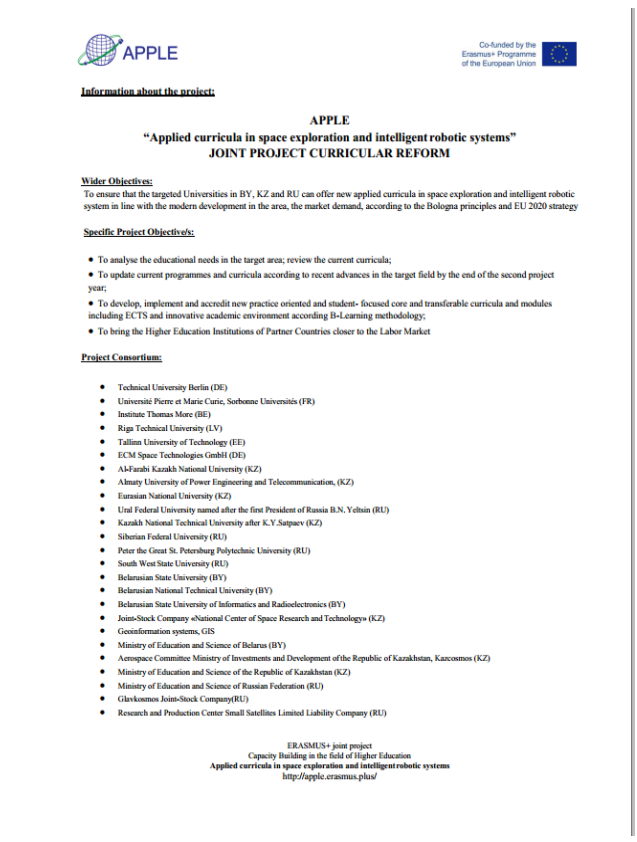 APPLE
Co-funded by the
Erasmus+ Programme
of the European Union
Information about the project:
APPLE
“Applied curricula in space exploration and intelligent robotic systems”
JOINT PROJECT CURRICULAR REFORM
Wider Objectives:
To ensure that the targeted Universities in BY, KZ and RU can offer new applied curricula in space exploration and intelligent robotic
system in line with the modern development in the area, the market demand, according to the Bologna principles and EU 2020 strategy
Specific Project Objective/s:
● To analyse the educational needs in the target area; review the current curricula;
● To update current programmes and curricula according to recent advances in the target field by the end of the second project
year;
● To develop, implement and accredit new practice oriented and student- focused core and transferable curricula and modules
including ECTS and innovative academic environment according B-Learning methodology;
● To bring the Higher Education Institutions of Partner Countries closer to the Labor Market
Project Consortium:
● Technical University Berlin (DE)
● Université Pierre et Marie Curie, Sorbonne Universités (FR)
● Institute Thomas More (BE)
● Riga Technical University (LV)
● Tallinn University of Technology (EE)
● ECM Space Technologies GmbH (DE)
● Al-Farabi Kazakh National University (KZ)
● Almaty University of Power Engineering and Telecommunication, (KZ)
● Eurasian National University (KZ)
● Ural Federal University named after the first President of Russia B.N. Yeltsin (RU)
● Kazakh National Technical University after K.Y.Satpaev (KZ)
● Siberian Federal University (RU)
● Peter the Great St. Petersburg Polytechnic University (RU)
● South West State University (RU)
● Belarusian State University (BY)
● Belarusian National Technical University (BY)
● Belarusian State University of Informatics and Radioelectronics (BY)
● Joint-Stock Company «National Center of Space Research and Technology» (KZ)
● Geoinformation systems, GIS
● Ministry of Education and Science of Belarus (BY)
● Aerospace Committee Ministry of Investments and Development of the Republic of Kazakhstan, Kazcosmos (KZ)
● Ministry of Education and Science of the Republic of Kazakhstan (KZ)
● Ministry of Education and Science of Russian Federation (RU)
● Glavkosmos Joint-Stock Company(RU)
● Research and Production Center Small Satellites Limited Liability Company (RU)
ERASMUS+ joint project
Capacity Building in the field of Higher Education
Applied curricula in space exploration and intelligent robotic systems
http://apple.erasmus.plus/